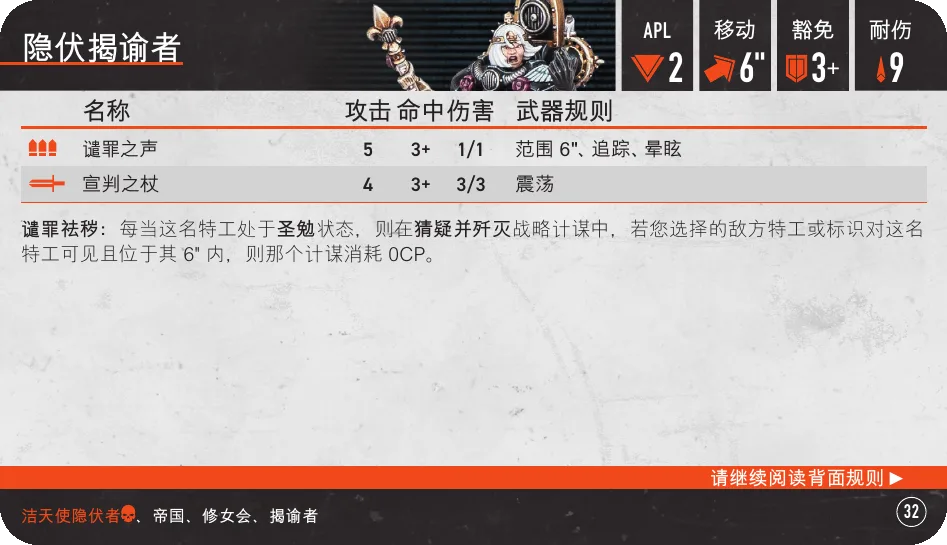 隐伏揭谕者
APL 移动 豁免 耐伤
2 6" 3+ 9
名称 攻击 命中 伤害 武器规则
谴罪之声 5 3+ 1/1 范围 6"、追踪、晕眩
宣判之杖 4 3+ 3/3 震荡
谴罪祛秽：每当这名特工处于圣勉状态，则在猜疑并歼灭战略计谋中，若您选择的敌方特工或标识对这名
特工可见且位于其 6" 内，则那个计谋消耗 0CP。
请继续阅读背面规则
洁天使隐伏者、帝国、修女会、揭谕者
32